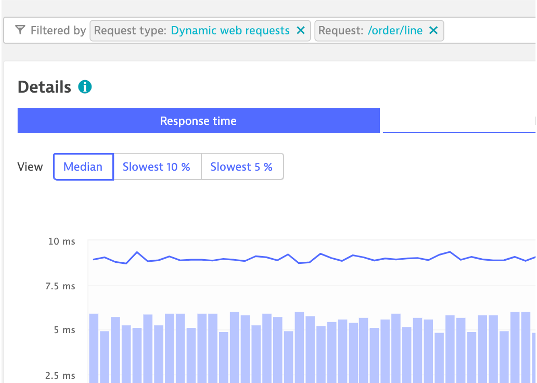 Filtered by Request type: Dynamic web requests × Request: /order/line ×
Details
Response time
View Median Slowest 10 % Slowest 5 %
10 ms
7.5 ms
5 ms
2.5 ms